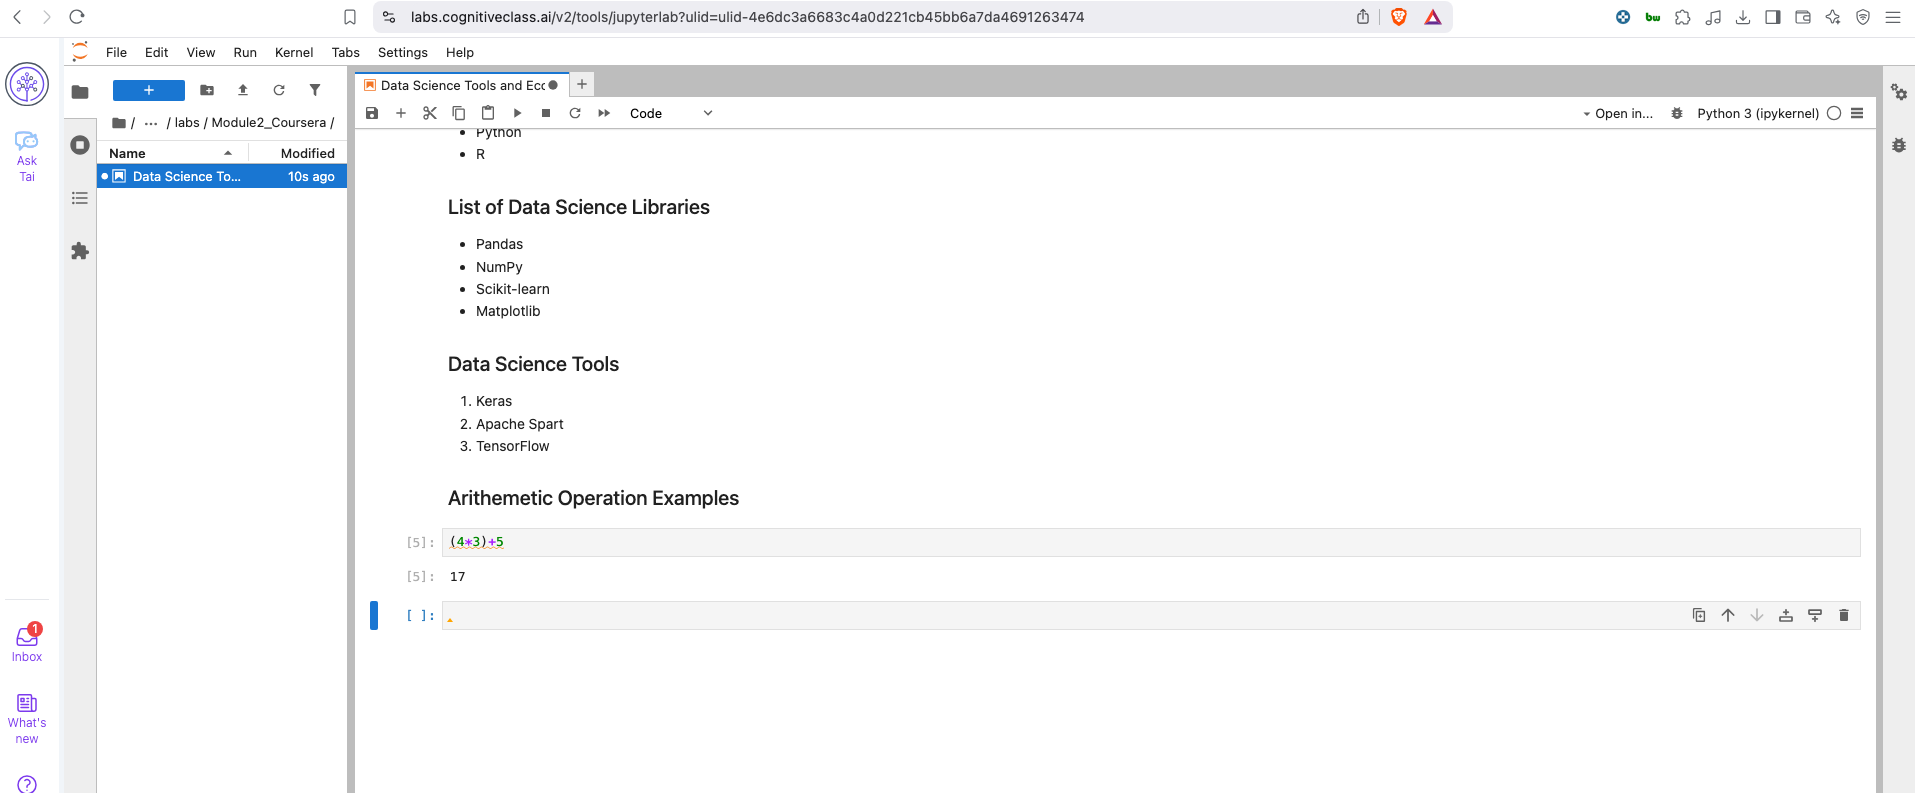 labs.cognitiveclass.ai/v2/tools/jupyterlab?ulid=ulid-4e6dc3a6683c4a0d221cb45bb6a7da4691263474
bw
File Edit View Run Kernel Tabs Settings Help
Ask
Tai
+
/ ... / labs / Module2_Coursera /
Name Modified
Data Science To... 10s ago
Inbox
1
What's
new
Data Science Tools and Ecc
+
Code
Open in...
Python 3 (ipykernel)
• Python
• R
List of Data Science Libraries
• Pandas
• NumPy
• Scikit-learn
• Matplotlib
Data Science Tools
1. Keras
2. Apache Spart
3. TensorFlow
Arithemetic Operation Examples
[5]: (4*3)+5
[5]: 17
[ ]: